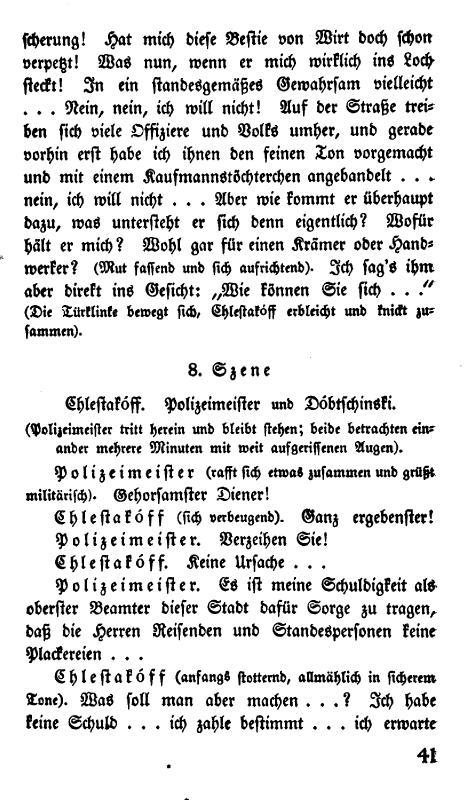 scherung! Hat mich diese Bestie von Wirt doch schon
verpetzt! Was nun, wenn er mich wirklich ins Loch
steckt! In ein standesgemäßes Gewahrsam vielleicht
. . . Nein, nein, ich will nicht! Auf der Straße trei-
ben sich viele Offiziere und Volks umher, und gerade
vorhin erst habe ich ihnen den feinen Ton vorgemacht
und mit einem Kaufmannstöchterchen angebandelt . . .
nein, ich will nicht . . . Aber wie kommt er überhaupt
dazu, was untersteht er sich denn eigentlich? Wofür
hält er mich? Wohl gar für einen Krämer oder Hand-
werker? (Mut fassend und sich aufrichtend). Ich sag's ihm
aber direkt ins Gesicht: „Wie können Sie sich . . .“
(Die Türklinke bewegt sich, Chlestakóff erbleicht und knickt zu-
sammen).
8. Szene
Chlestakóff. Polizeimeister und Dóbtschinski.
(Polizeimeister tritt herein und bleibt stehen; beide betrachten ein-
ander mehrere Minuten mit weit aufgerissenen Augen).
Polizeimeister (rafft sich etwas zusammen und grüßt
militärisch). Gehorsamster Diener!
Chlestakóff (sich verbeugend). Ganz ergebenster!
Polizeimeister. Verzeihen Sie!
Chlestakóff. Keine Ursache . . .
Polizeimeister. Es ist meine Schuldigkeit als
oberster Beamter dieser Stadt dafür Sorge zu tragen,
daß die Herren Reisenden und Standespersonen keine
Plackereien . . .
Chlestakóff (anfangs stotternd, allmählich in sicherem
Tone). Was soll man aber machen . . . ? Ich habe
keine Schuld . . . ich zahle bestimmt . . . ich erwarte
41